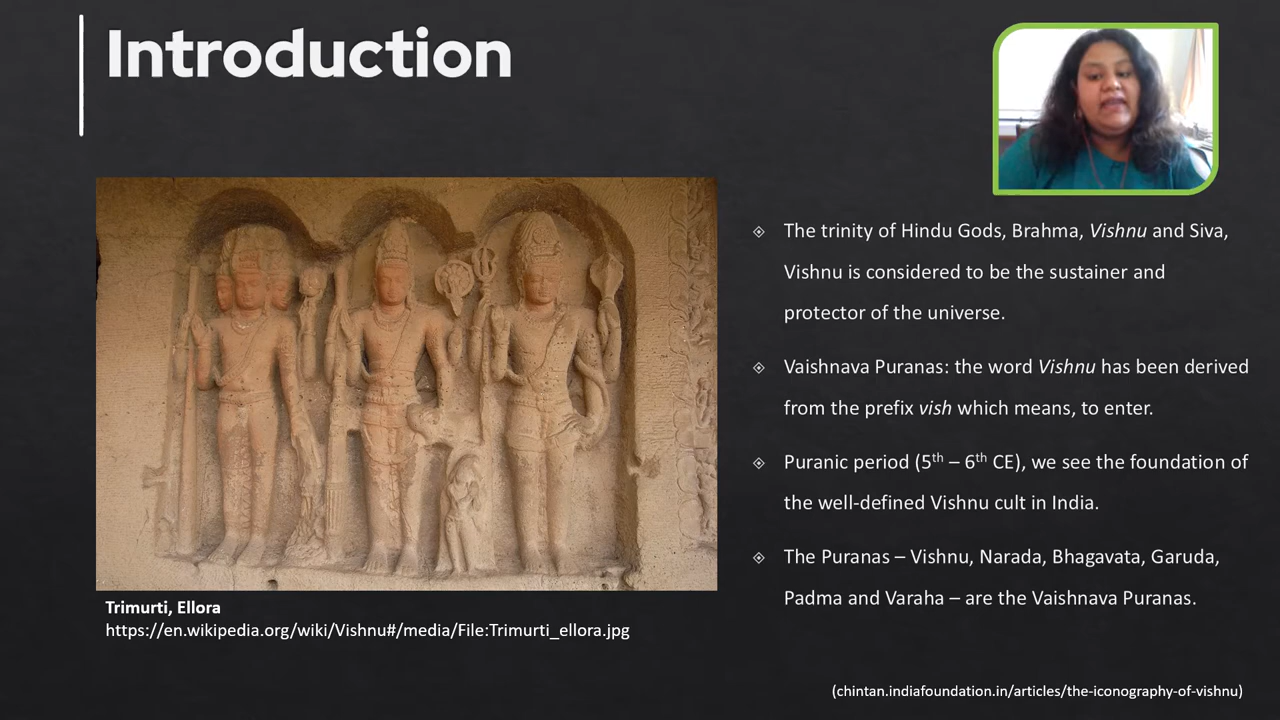 Introduction
The trinity of Hindu Gods, Brahma, Vishnu and Siva,
Vishnu is considered to be the sustainer and
protector of the universe.
Vaishnava Puranas: the word Vishnu has been derived
from the prefix vish which means, to enter.
Puranic period (5th – 6th CE), we see the foundation of
the well-defined Vishnu cult in India.
The Puranas – Vishnu, Narada, Bhagavata, Garuda,
Padma and Varaha – are the Vaishnava Puranas.
Trimurti, Ellora
https://en.wikipedia.org/wiki/Vishnu#/media/File:Trimurti_ellora.jpg
(chintan.indiafoundation.in/articles/the-iconography-of-vishnu)